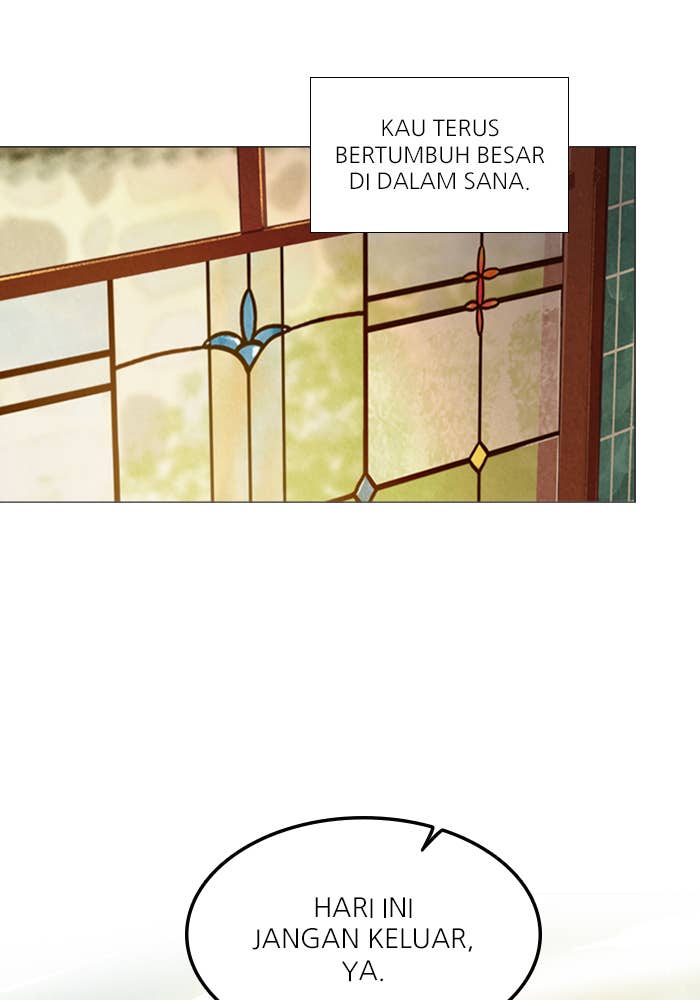 KAU TERUS
BERTUMBUH BESAR
DI DALAM SANA.
HARI INI
JANGAN KELUAR,
YA.